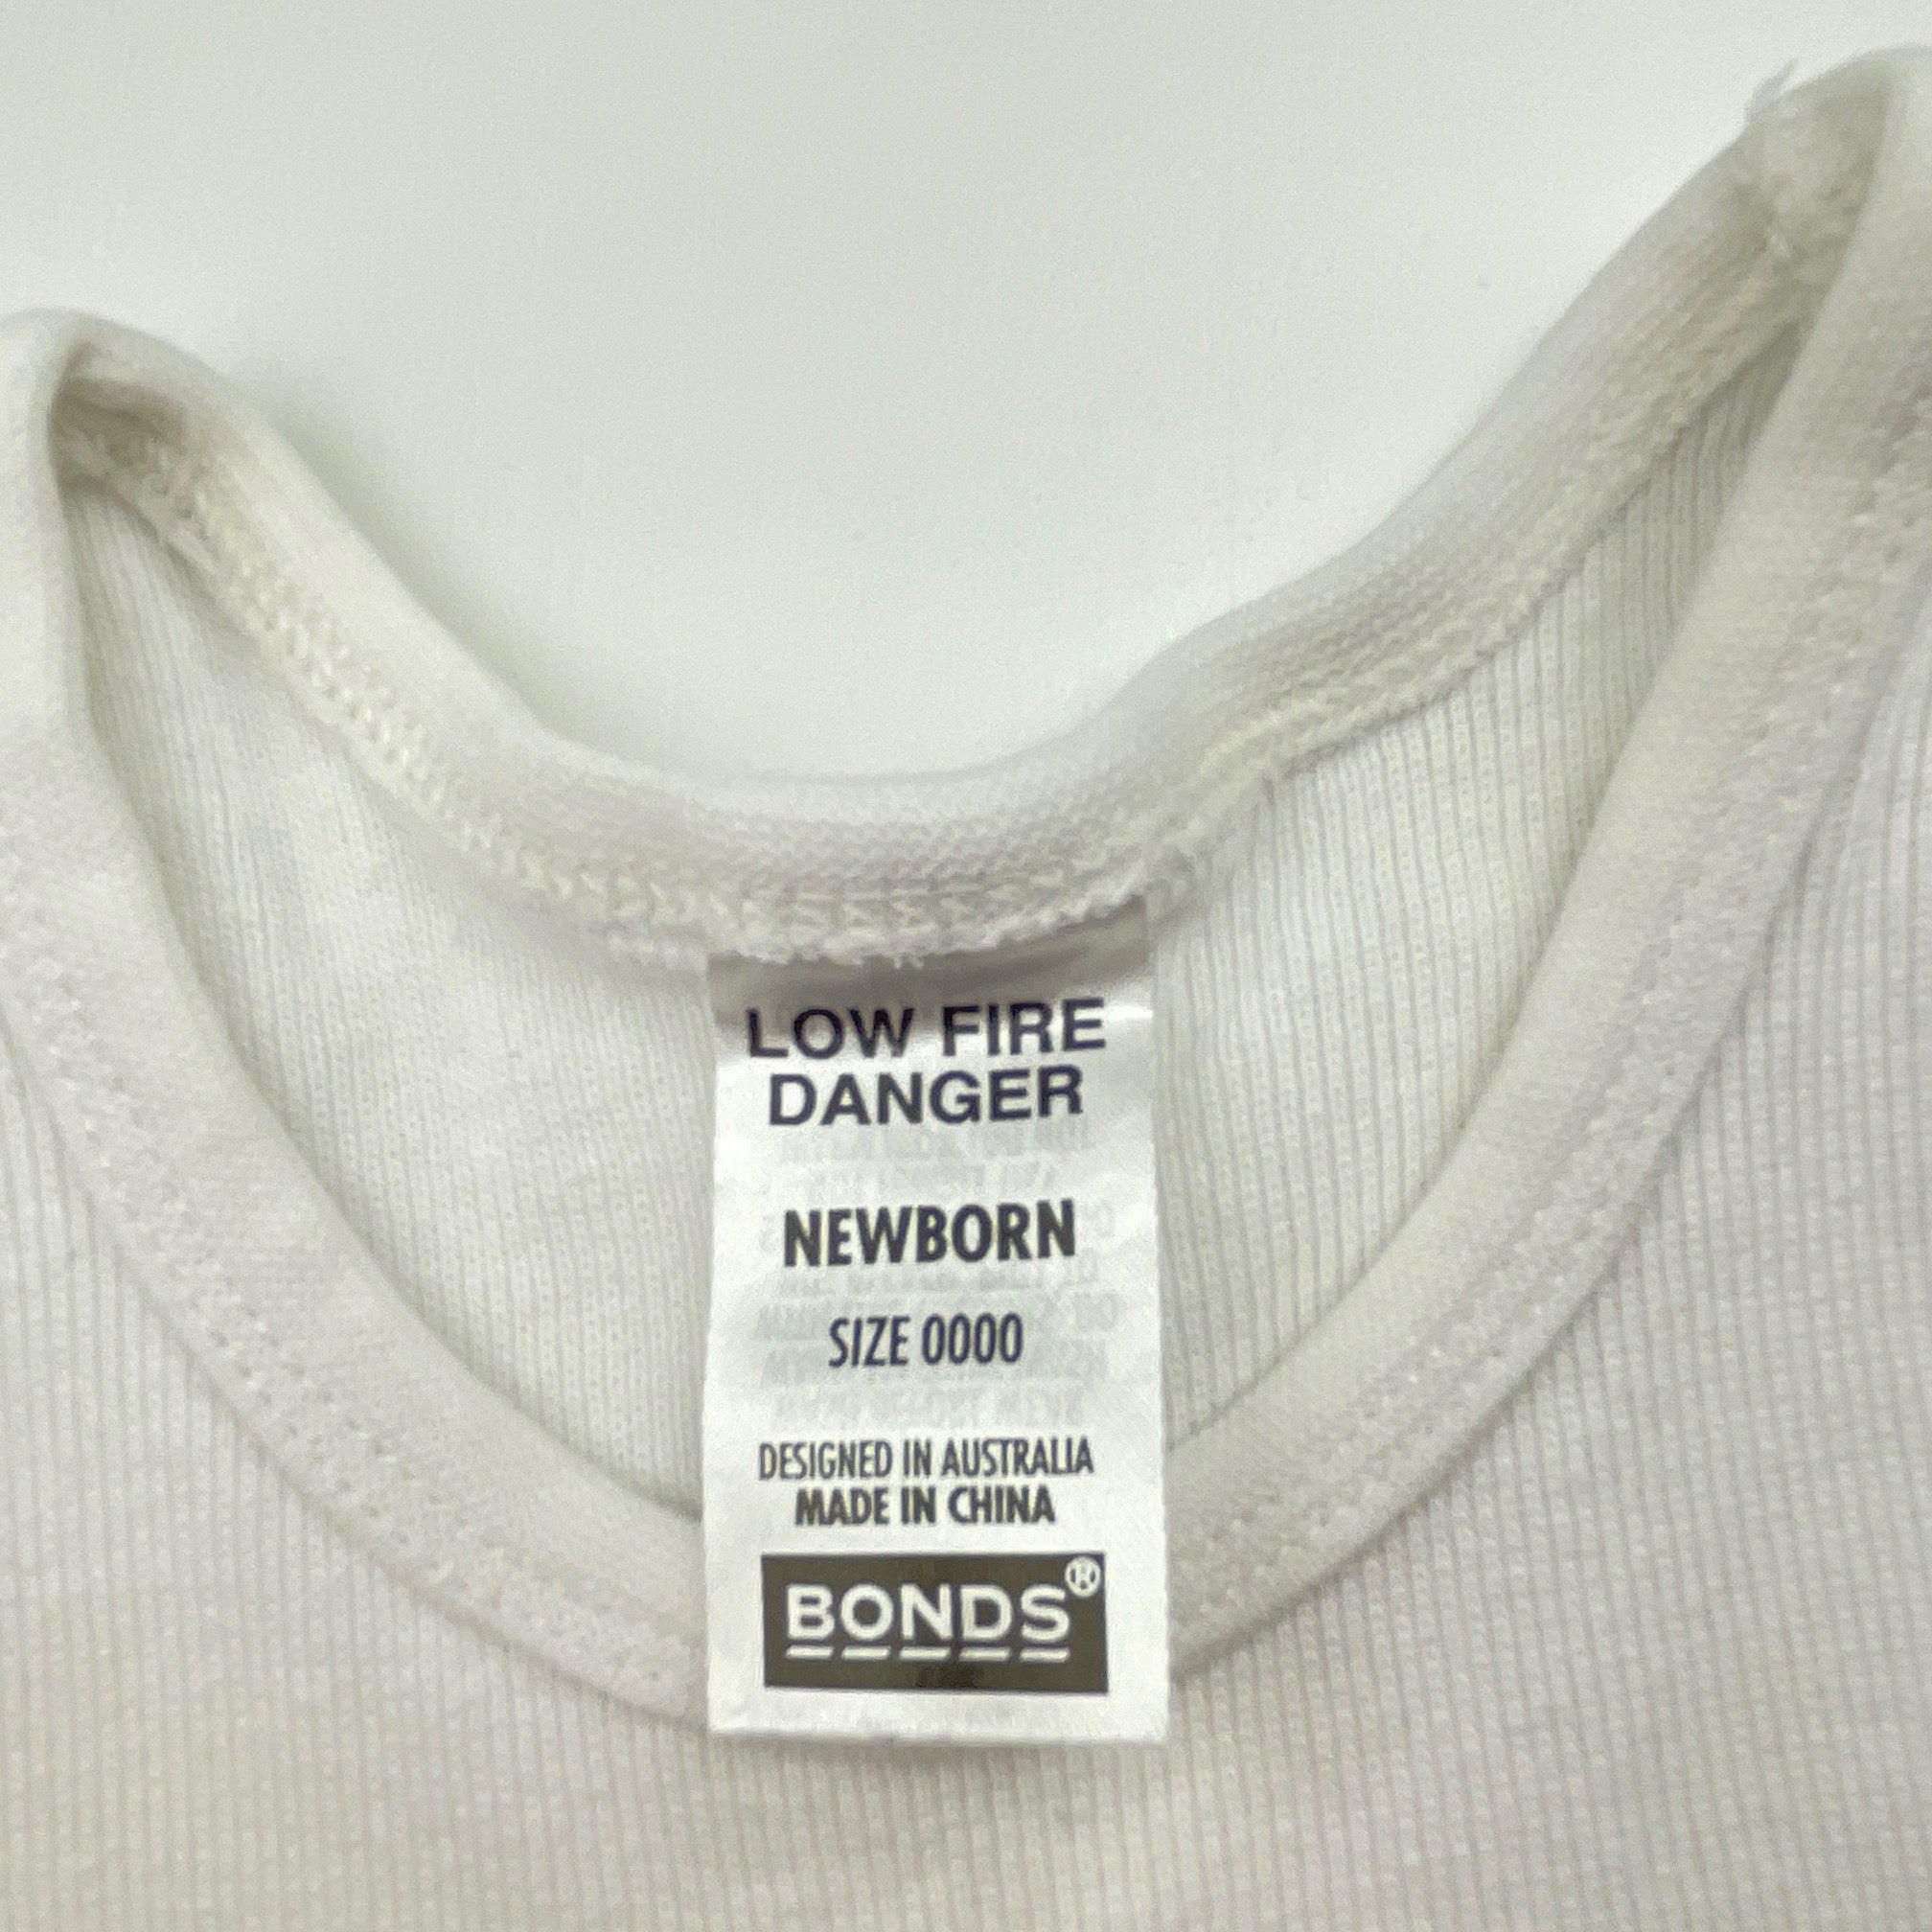 LOW FIRE
DANGER
NEWBORN
SIZE 0000
DESIGNED IN AUSTRALIA
MADE IN CHINA
BONDS®